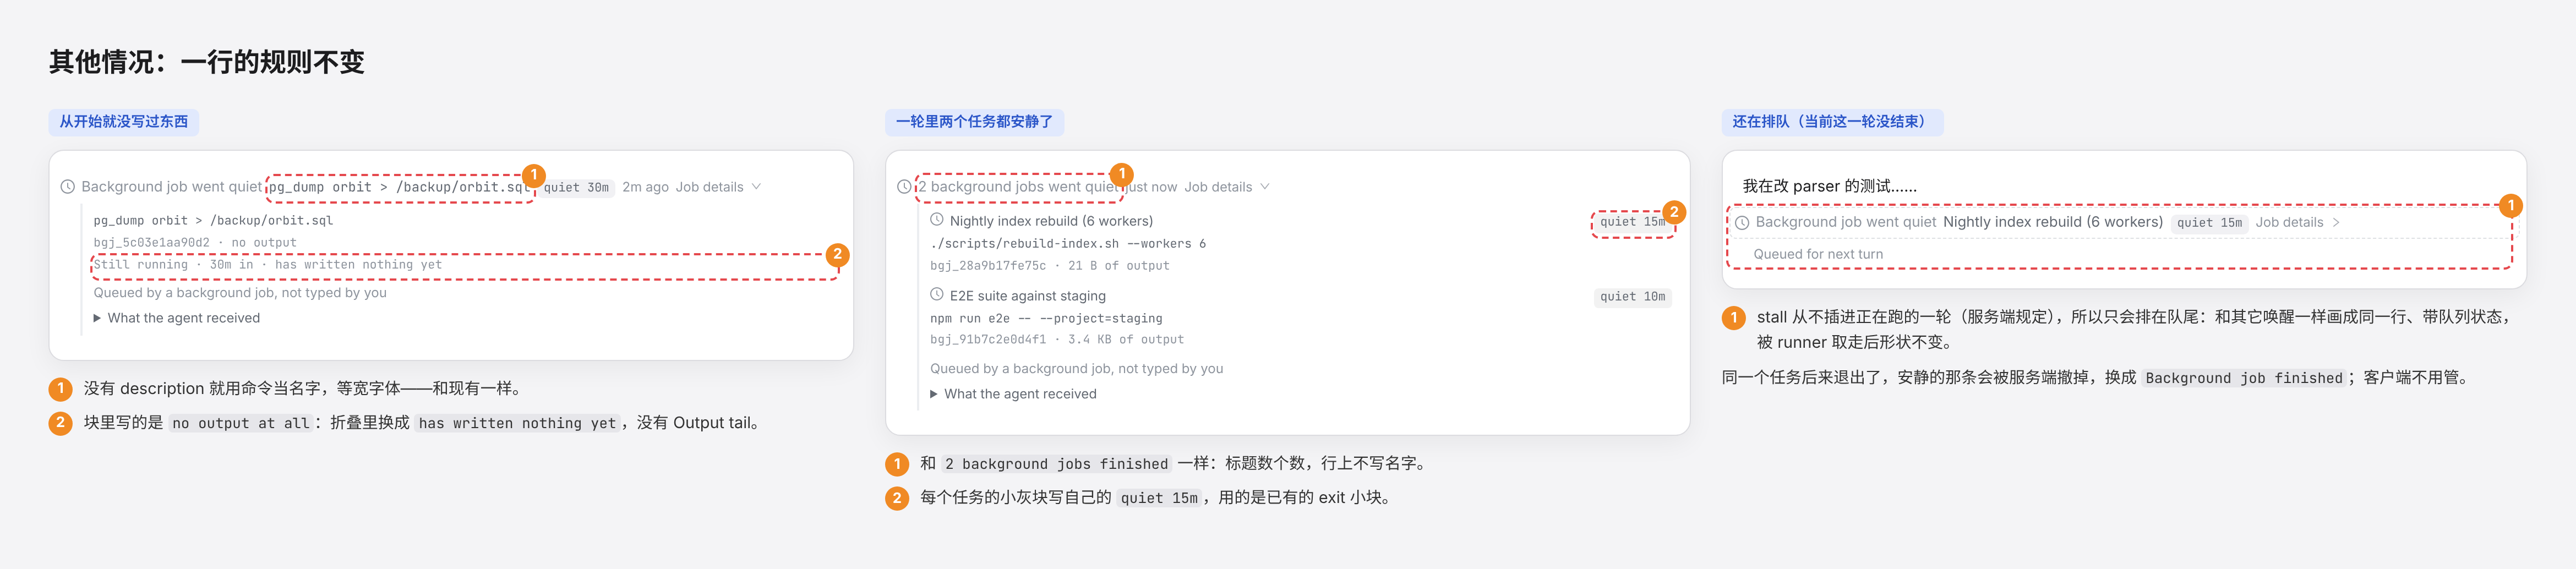 其他情况：一行的规则不变
从开始就没写过东西
Background job went quiet pg_dump orbit > /backup/orbit.sql quiet 30m 2m ago Job details
1
pg_dump orbit > /backup/orbit.sql
bgj_5c03e1aa90d2 · no output
Still running · 30m in · has written nothing yet
2
Queued by a background job, not typed by you
What the agent received
1 没有 description 就用命令当名字，等宽字体——和现有一样。
2 块里写的是 no output at all：折叠里换成 has written nothing yet，没有 Output tail。
一轮里两个任务都安静了
2 background jobs went quiet just now Job details
1
Nightly index rebuild (6 workers) quiet 15m
2
./scripts/rebuild-index.sh --workers 6
bgj_28a9b17fe75c · 21 B of output
E2E suite against staging quiet 10m
npm run e2e -- --project=staging
bgj_91b7c2e0d4f1 · 3.4 KB of output
Queued by a background job, not typed by you
What the agent received
1 和 2 background jobs finished 一样：标题数个数，行上不写名字。
2 每个任务的小灰块写自己的 quiet 15m，用的是已有的 exit 小块。
还在排队（当前这一轮没结束）
我在改 parser 的测试……
1
Background job went quiet Nightly index rebuild (6 workers) quiet 15m Job details
Queued for next turn
1 stall 从不插进正在跑的一轮（服务端规定），所以只会排在队尾：和其它唤醒一样画成同一行、带队列状态，
被 runner 取走后形状不变。
同一个任务后来退出了，安静的那条会被服务端撤掉，换成 Background job finished；客户端不用管。